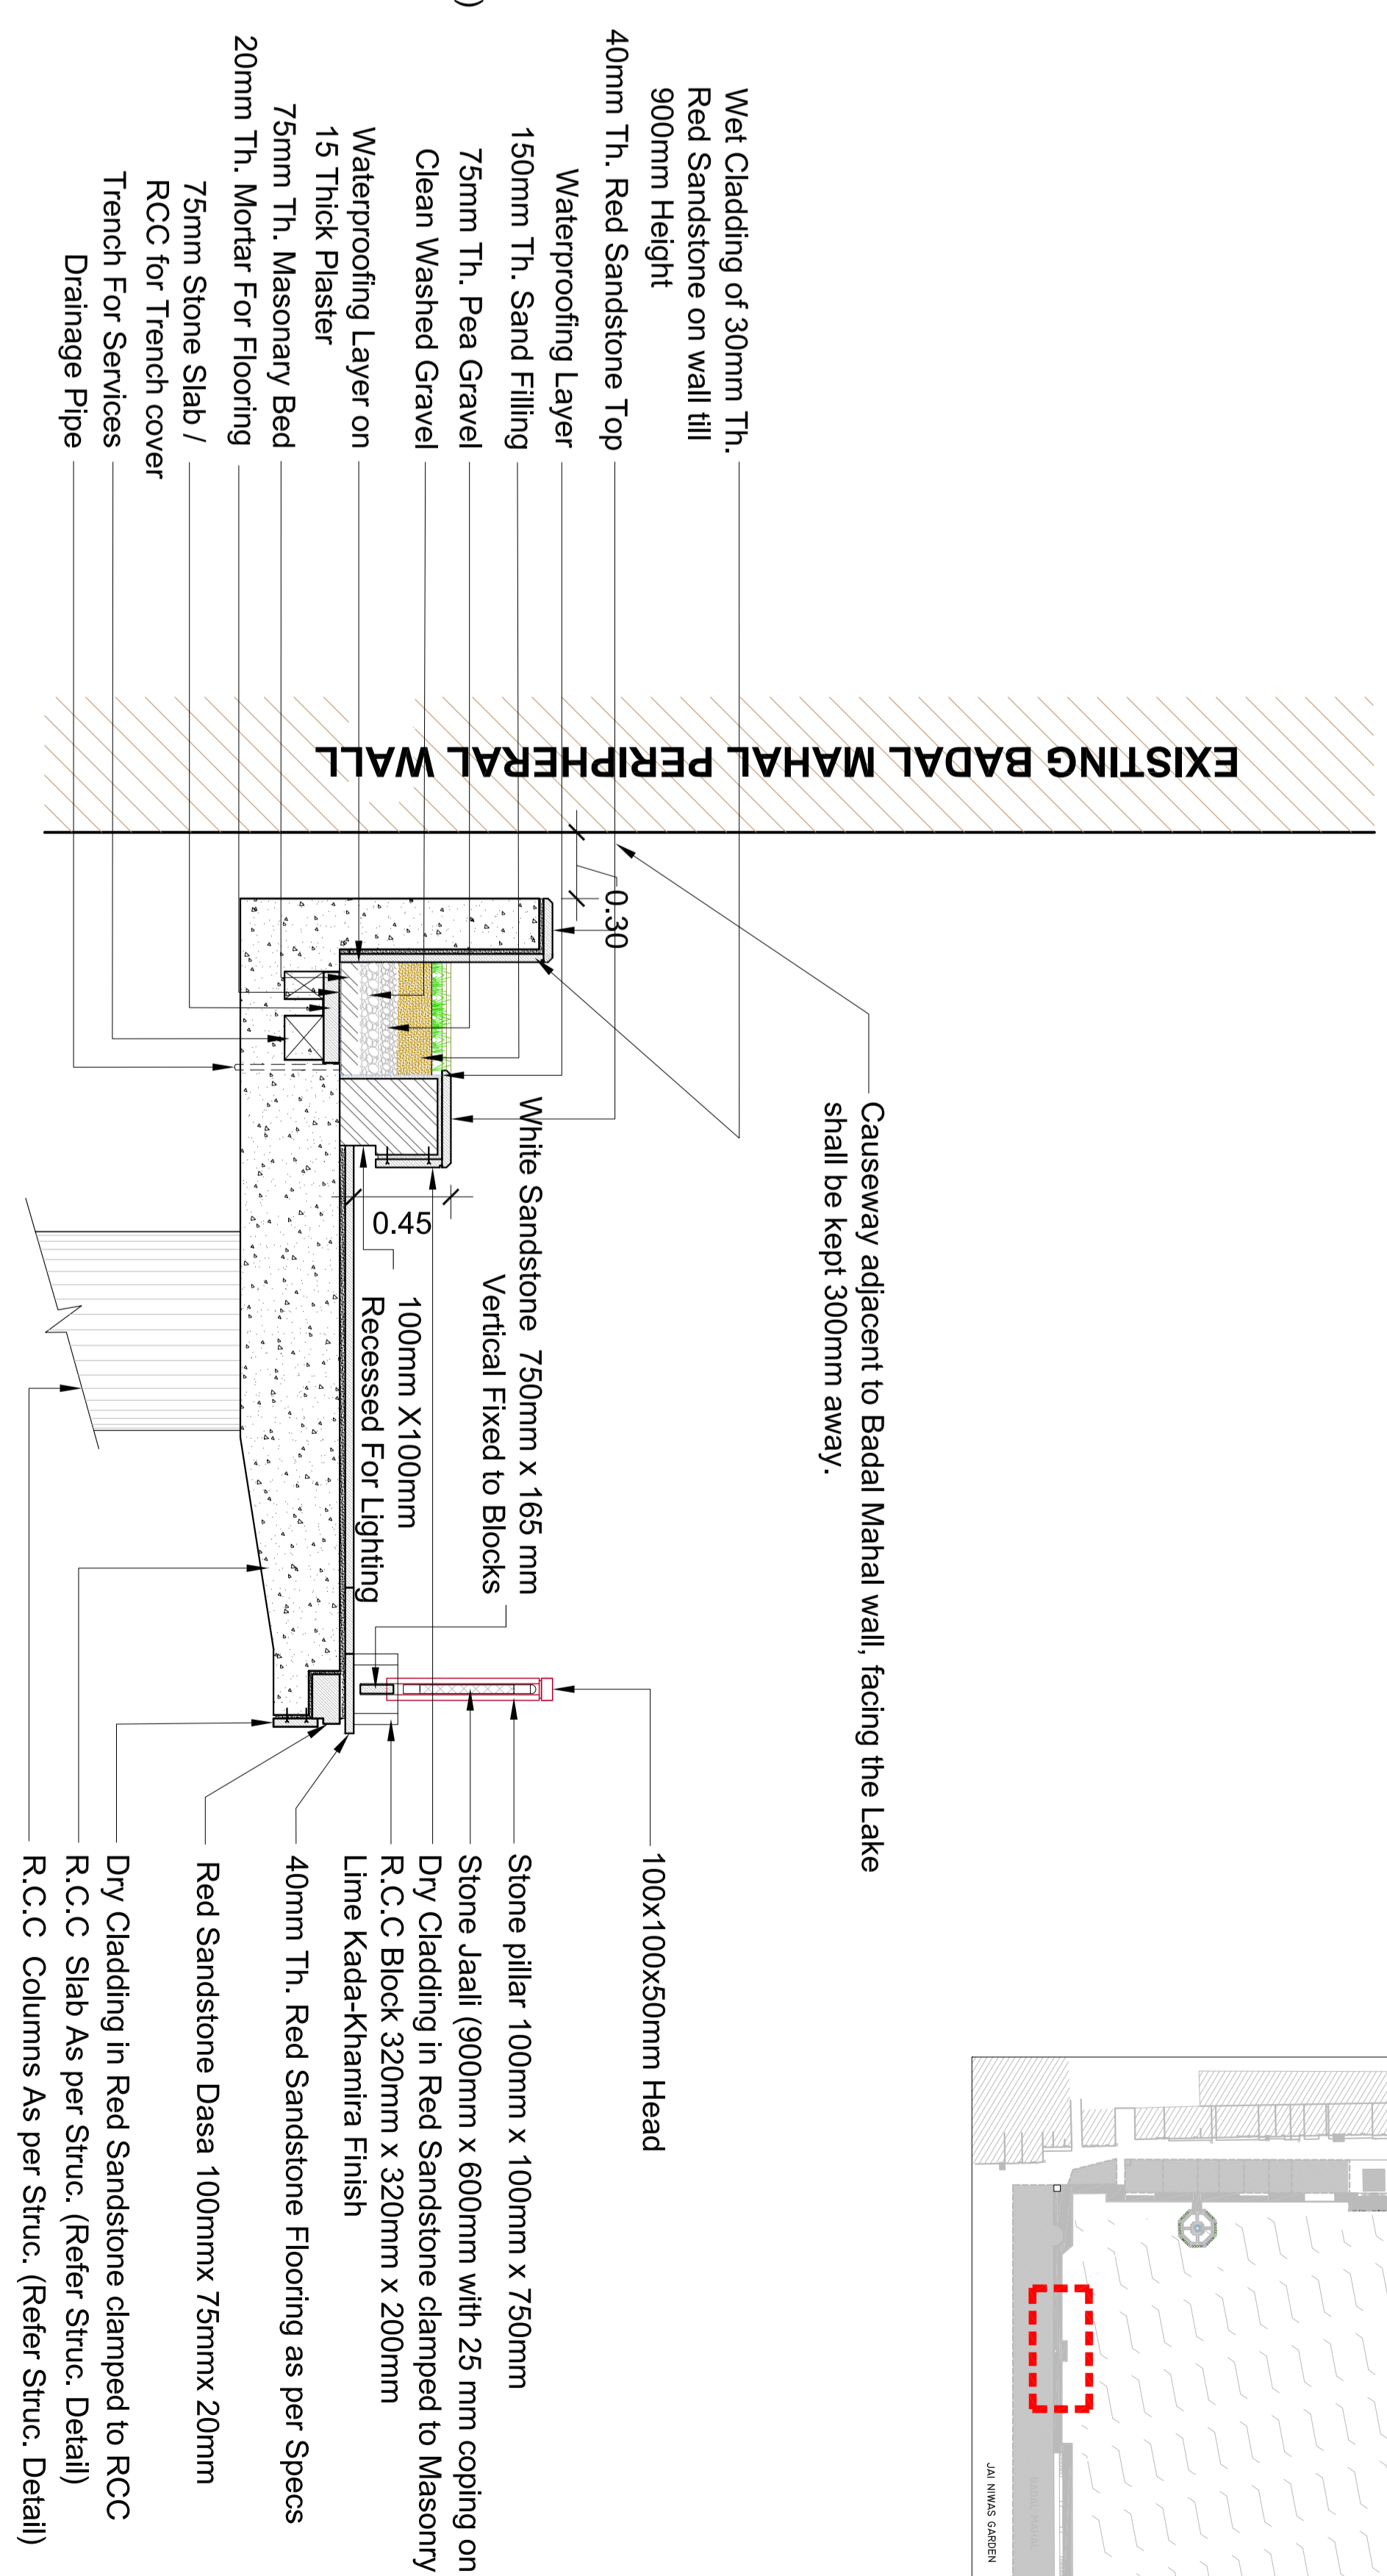 )
Wet Cladding of 30mm Th.
Red Sandstone on wall till
900mm Height
40mm Th. Red Sandstone Top
Waterproofing Layer
150mm Th. Sand Filling
75mm Th. Pea Gravel
Clean Washed Gravel
Waterproofing Layer on
15 Thick Plaster
75mm Th. Masonary Bed
20mm Th. Mortar For Flooring
75mm Stone Slab /
RCC for Trench cover
Trench For Services
Drainage Pipe
EXISTING BADAL MAHAL PERIPHERAL WALL
0.30
Causeway adjacent to Badal Mahal wall, facing the Lake
shall be kept 300mm away.
White Sandstone 750mm x 165 mm
Vertical Fixed to Blocks
0.45
100mm X100mm
Recessed For Lighting
100x100x50mm Head
Stone pillar 100mm x 100mm x 750mm
Stone Jaali (900mm x 600mm with 25 mm coping on
Dry Cladding in Red Sandstone clamped to Masonry
R.C.C Block 320mm x 320mm x 200mm
Lime Kada-Khamira Finish
40mm Th. Red Sandstone Flooring as per Specs
Red Sandstone Dasa 100mmx 75mmx 20mm
Dry Cladding in Red Sandstone clamped to RCC
R.C.C Slab As per Struc. (Refer Struc. Detail)
R.C.C Columns As per Struc. (Refer Struc. Detail)
BADAL MAHAL
JAI NIWAS GARDEN